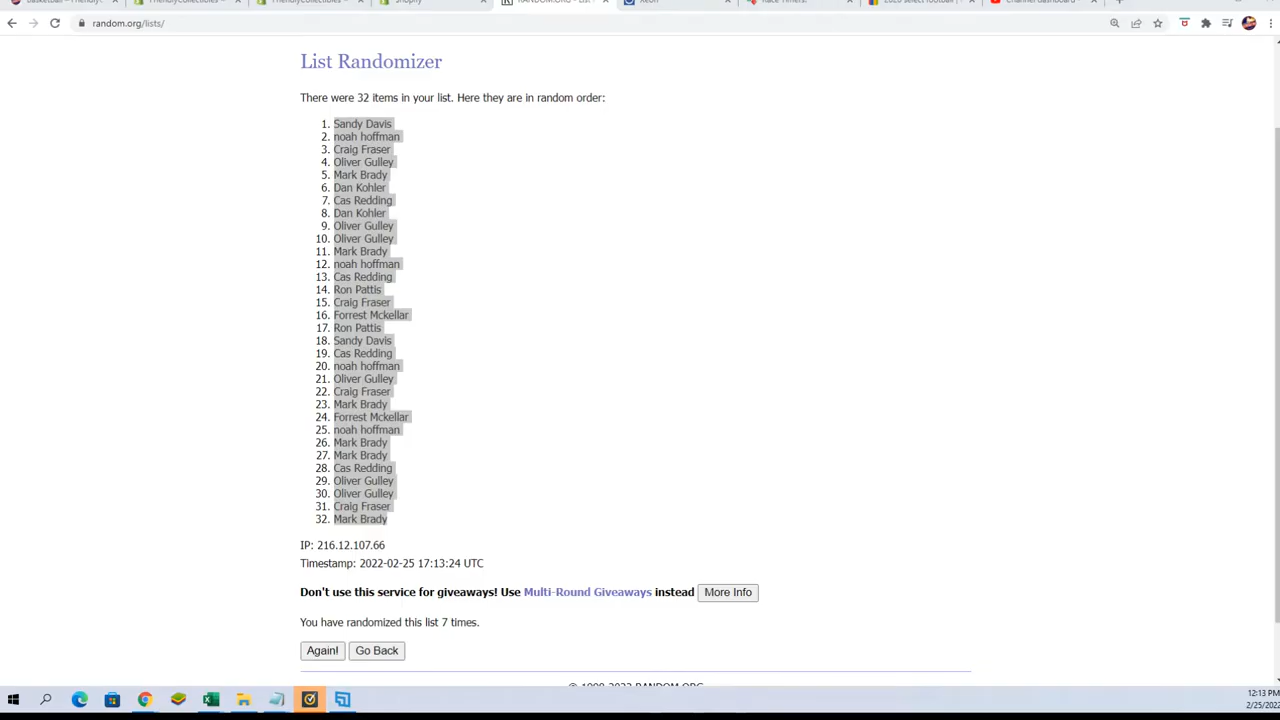 random.org/lists/
List Randomizer
There were 32 items in your list. Here they are in random order:
1. Sandy Davis
2. noah hoffman
3. Craig Fraser
4. Oliver Gulley
5. Mark Brady
6. Dan Kohler
7. Cas Redding
8. Dan Kohler
9. Oliver Gulley
10. Oliver Gulley
11. Mark Brady
12. noah hoffman
13. Cas Redding
14. Ron Pattis
15. Craig Fraser
16. Forrest Mckellar
17. Ron Pattis
18. Sandy Davis
19. Cas Redding
20. noah hoffman
21. Oliver Gulley
22. Craig Fraser
23. Mark Brady
24. Forrest Mckellar
25. noah hoffman
26. Mark Brady
27. Mark Brady
28. Cas Redding
29. Oliver Gulley
30. Oliver Gulley
31. Craig Fraser
32. Mark Brady
IP: 216.12.107.66
Timestamp: 2022-02-25 17:13:24 UTC
Don't use this service for giveaways! Use Multi-Round Giveaways instead More Info
You have randomized this list 7 times.
Again! Go Back
12:13 PM
2/25/2022